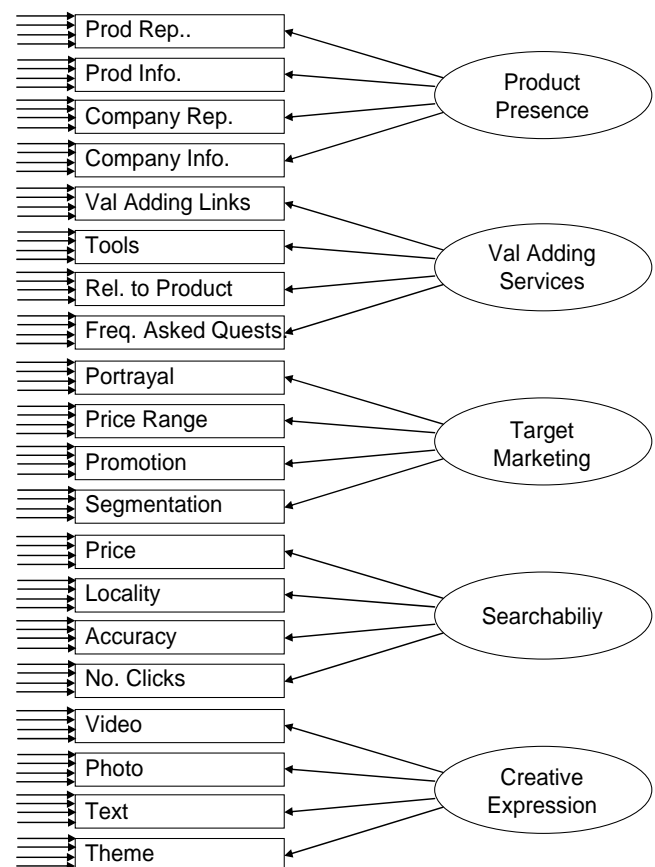 Prod Rep..
Prod Info.
Company Rep.
Company Info.
Product
Presence
Val Adding Links
Tools
Rel. to Product
Freq. Asked Quests.
Val Adding
Services
Portrayal
Price Range
Promotion
Segmentation
Target
Marketing
Price
Locality
Accuracy
No. Clicks
Searchabiliy
Video
Photo
Text
Theme
Creative
Expression